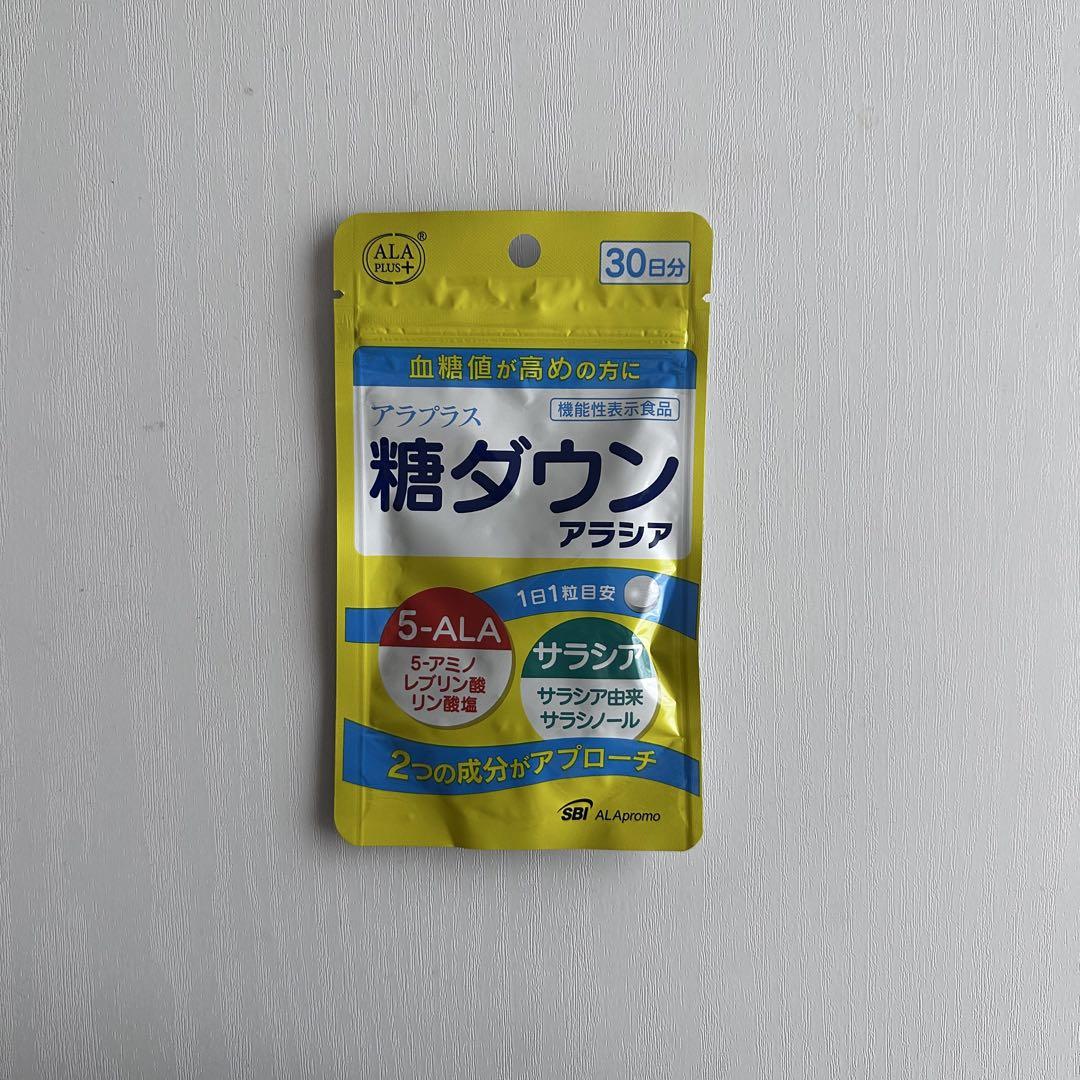 ALA
PLUS+
®
30日分
血糖値が高めの方に
アラプラス
機能性表示食品
糖ダウン
アラシア
1日1粒目安
5-ALA
5-アミノ
レブリン酸
リン酸塩
サラシア
サラシア由来
サラシノール
2つの成分がアプローチ
SBI ALApromo